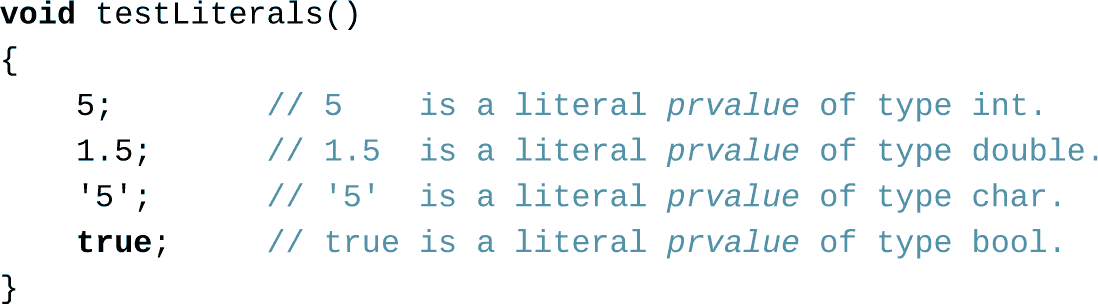 void testLiterals()
{
    5;        // 5    is a literal prvalue of type int.
    1.5;      // 1.5  is a literal prvalue of type double.
    '5';      // '5'  is a literal prvalue of type char.
    true;     // true is a literal prvalue of type bool.
}